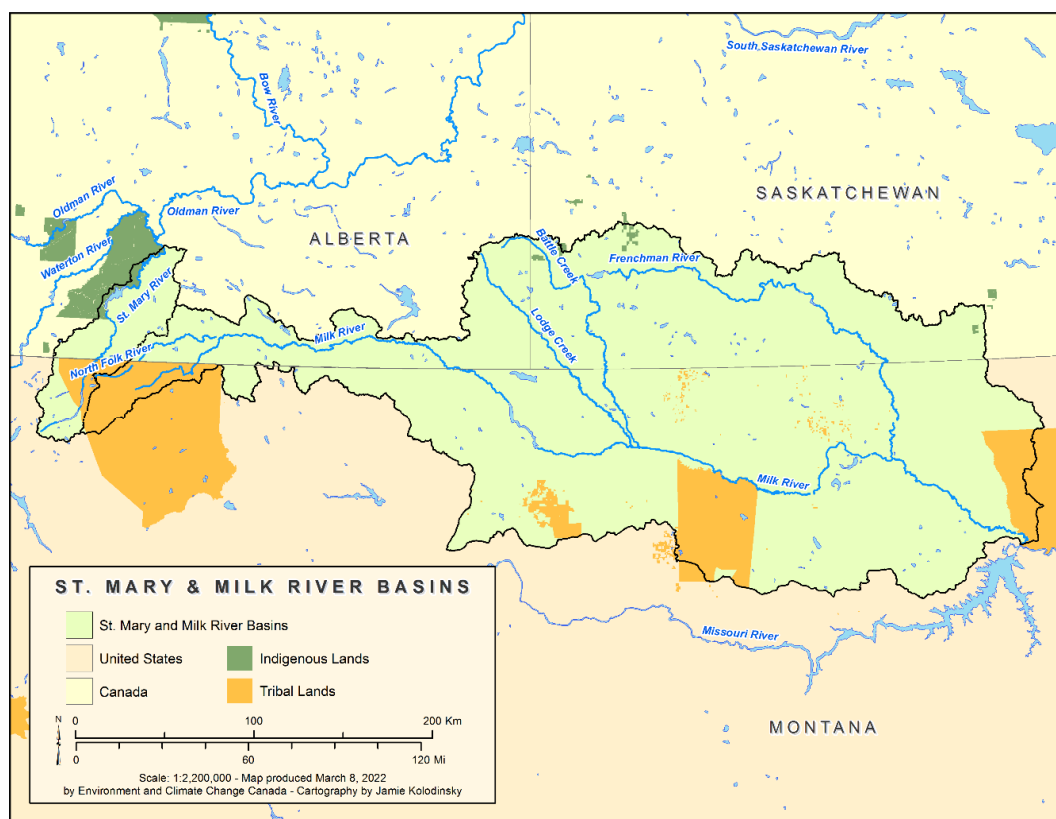 South Saskatchewan River
Bow River
SASKATCHEWAN
Oldman River
Oldman River
ALBERTA
Waterton River
Battle Creek
Frenchman River
St. Mary River
Lodge Creek
Milk River
North Folk River
Milk River
Missouri River
MONTANA
ST. MARY & MILK RIVER BASINS
St. Mary and Milk River Basins
United States
Indigenous Lands
Canada
Tribal Lands
N
0 100 200 Km
0 60 120 Mi
Scale: 1:2,200,000 - Map produced March 8, 2022
by Environment and Climate Change Canada - Cartography by Jamie Kolodinsky